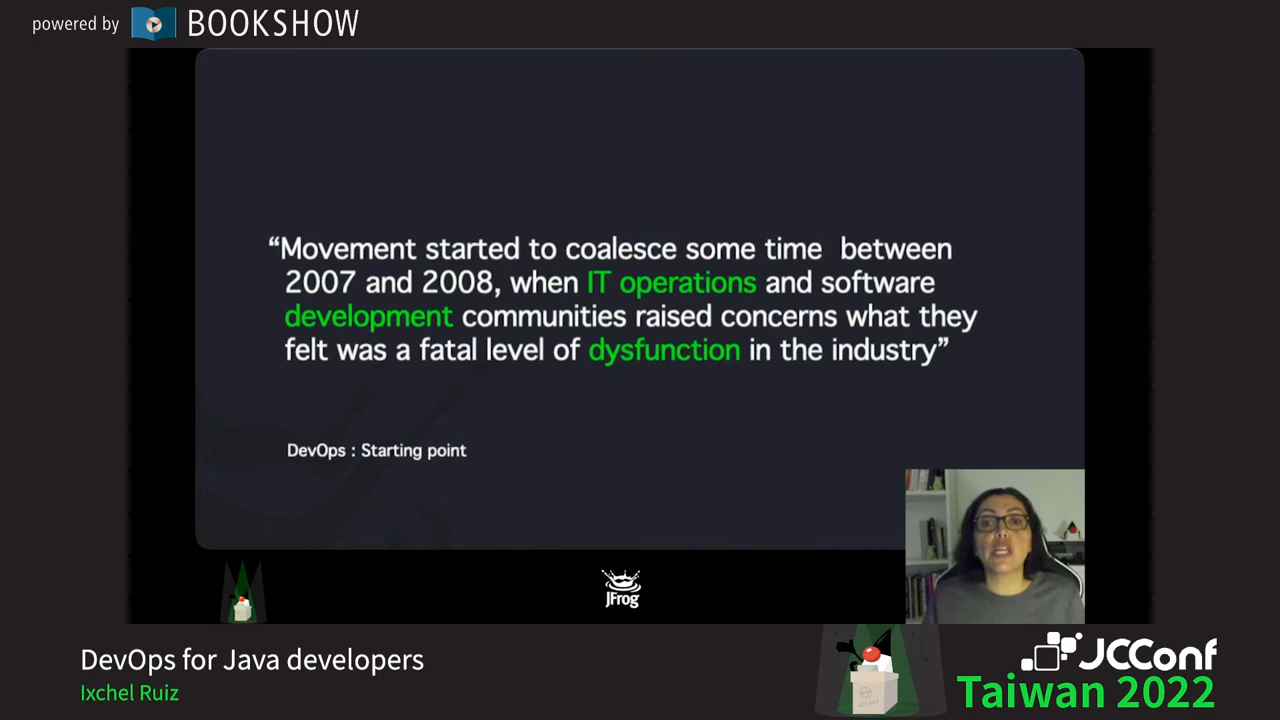 powered by BOOKSHOW
“Movement started to coalesce some time between
2007 and 2008, when IT operations and software
development communities raised concerns what they
felt was a fatal level of dysfunction in the industry”
DevOps : Starting point
JFrog
DevOps for Java developers
Ixchel Ruiz
JCConf
Taiwan 2022